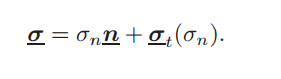 σ = σₙn + σₜ(σₙ).